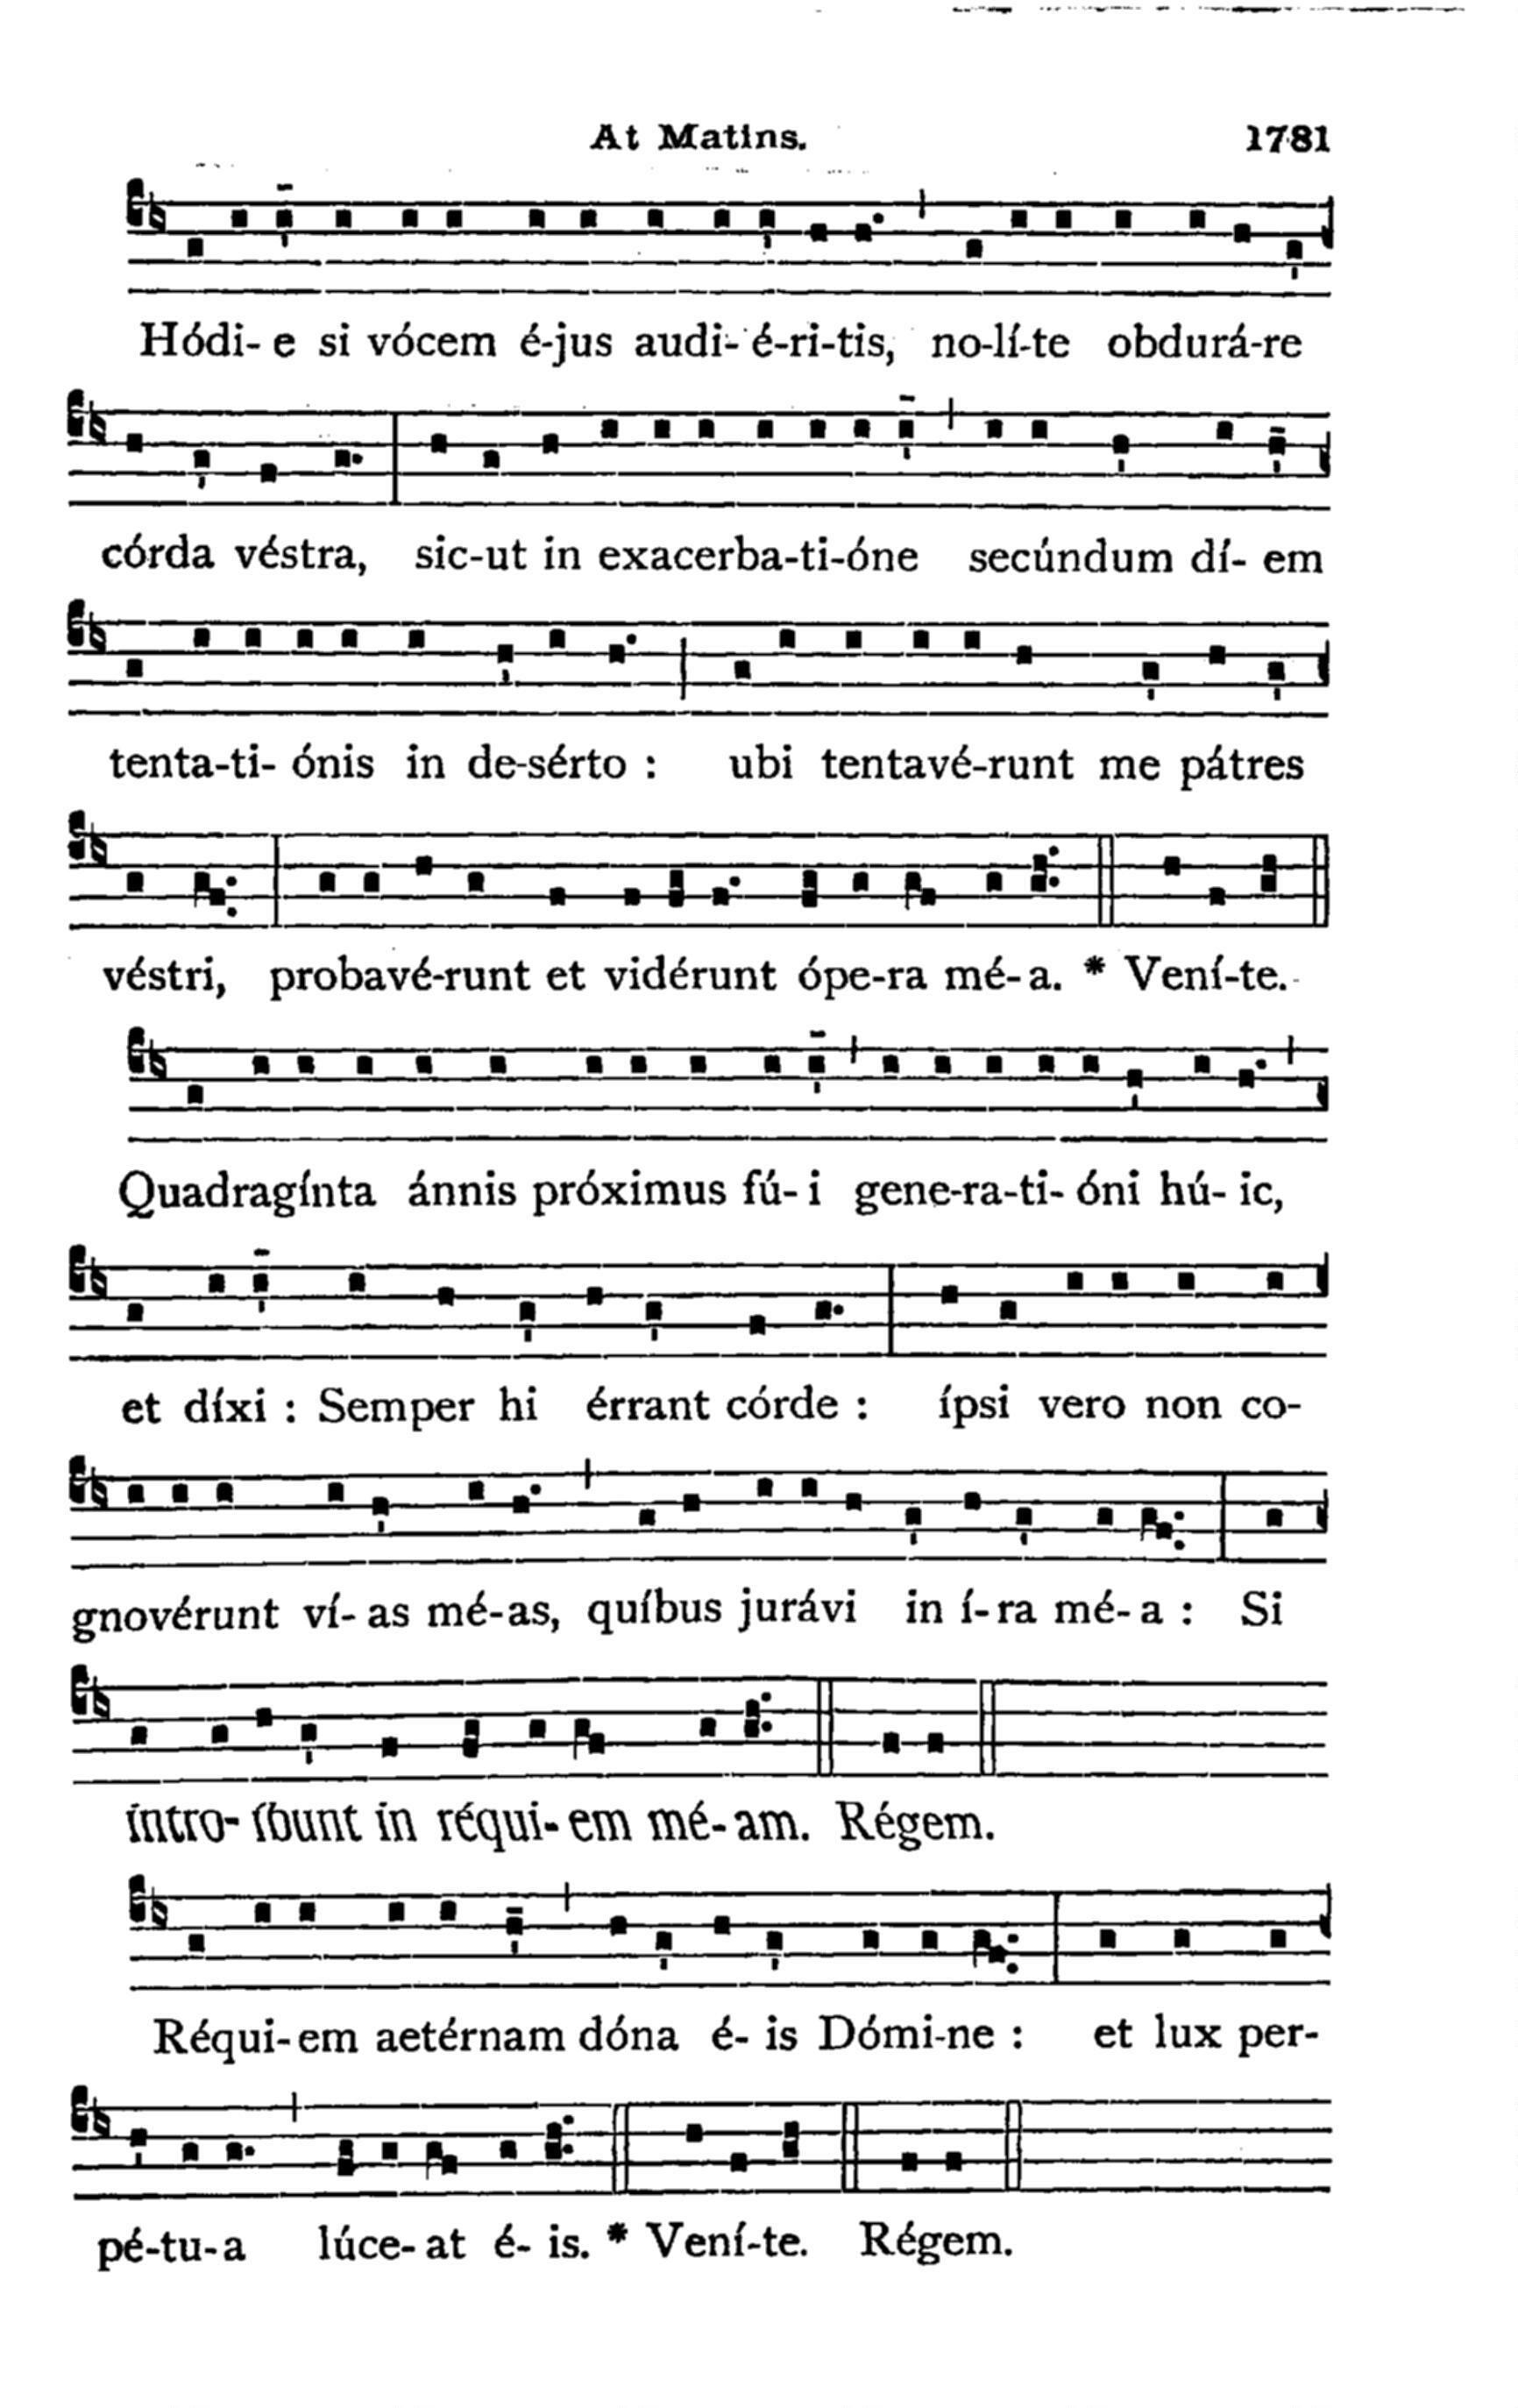 At Matins. 1781
Hódi- e si vócem é-jus audi- é-ri-tis, no-lí-te obdurá-re
córda véstra, sic-ut in exacerba-ti-óne secúndum dí- em
tenta-ti- ónis in de-sérto : ubi tentavé-runt me pátres
véstri, probavé-runt et vidérunt ópe-ra mé- a. * Vení-te.
Quadragínta ánnis próximus fú- i gene-ra-ti- óni hú- ic,
et díxi : Semper hi érrant córde : ípsi vero non co-
gnovérunt ví- as mé-as, quíbus jurávi in í- ra mé- a : Si
intro- íbunt in réqui- em mé- am. Régem.
Réqui- em aetérnam dóna é- is Dómi-ne : et lux per-
pé-tu- a lúce- at é- is. * Vení-te. Régem.